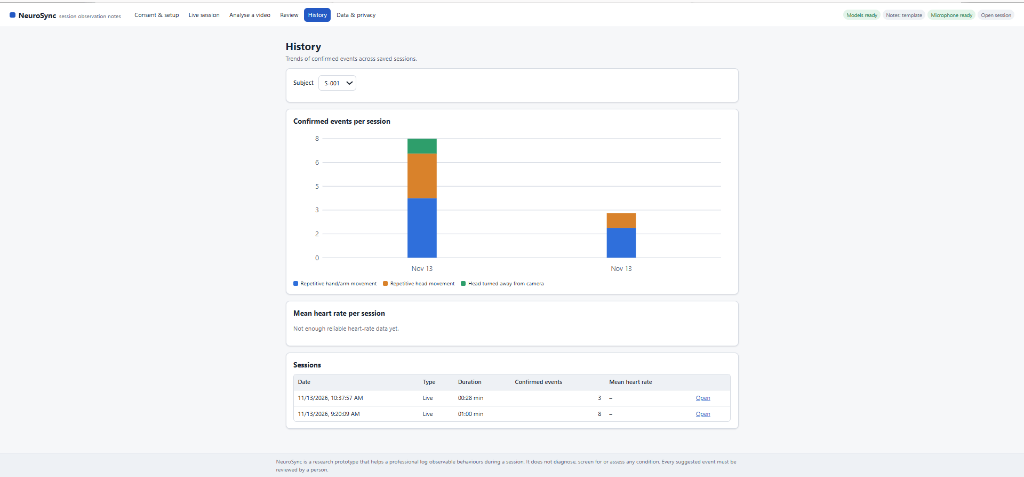 NeuroSync session observation notes Consent & setup Live session Analyse a video Review History Data & privacy Models ready Notes: template Microphone ready Open session
History
Trends of confirmed events across saved sessions.
Subject S-001
Confirmed events per session
8
6
5
3
2
0
Nov 13 Nov 13
Repetitive hand/arm movement Repetitive head movement Head turned away from camera
Mean heart rate per session
Not enough reliable heart-rate data yet.
Sessions
Date Type Duration Confirmed events Mean heart rate
11/13/2026, 10:37:57 AM Live 00:28 min 3 – Open
11/13/2026, 9:20:09 AM Live 01:00 min 8 – Open
NeuroSync is a research prototype that helps a professional log observable behaviours during a session. It does not diagnose, screen for or assess any condition. Every suggested event must be
reviewed by a person.